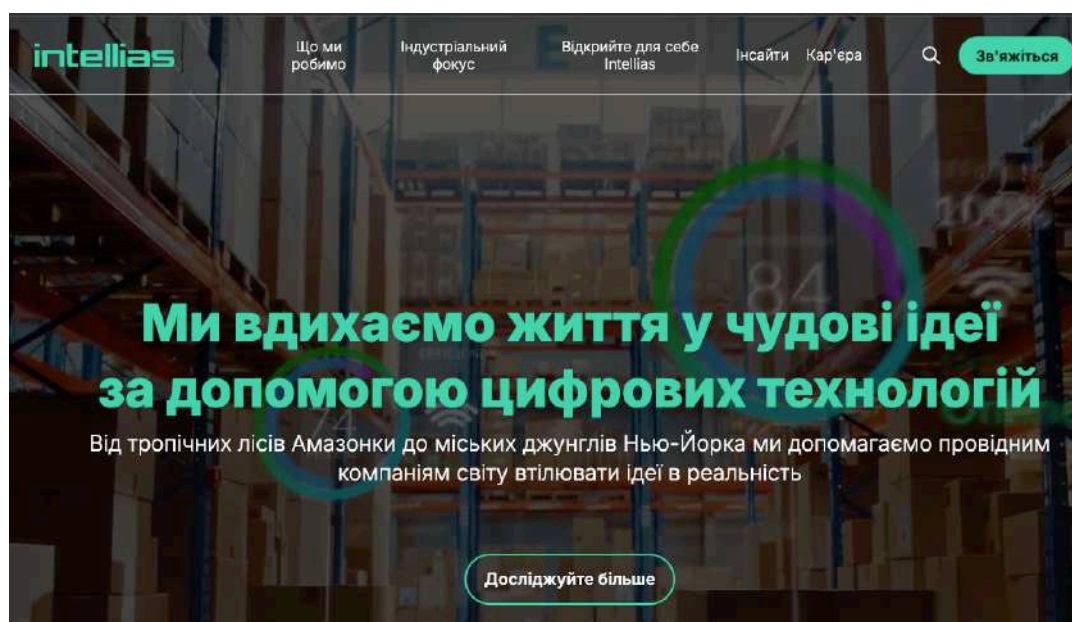 intellias
Що ми
робимо
Індустріальний
фокус
Відкрийте для себе
Intellias
Інсайти
Кар'єра
Зв'яжіться
84
74
Ми вдихаємо життя у чудові ідеї
за допомогою цифрових технологій
Від тропічних лісів Амазонки до міських джунглів Нью-Йорка ми допомагаємо провідним
компаніям світу втілювати ідеї в реальність
Досліджуйте більше